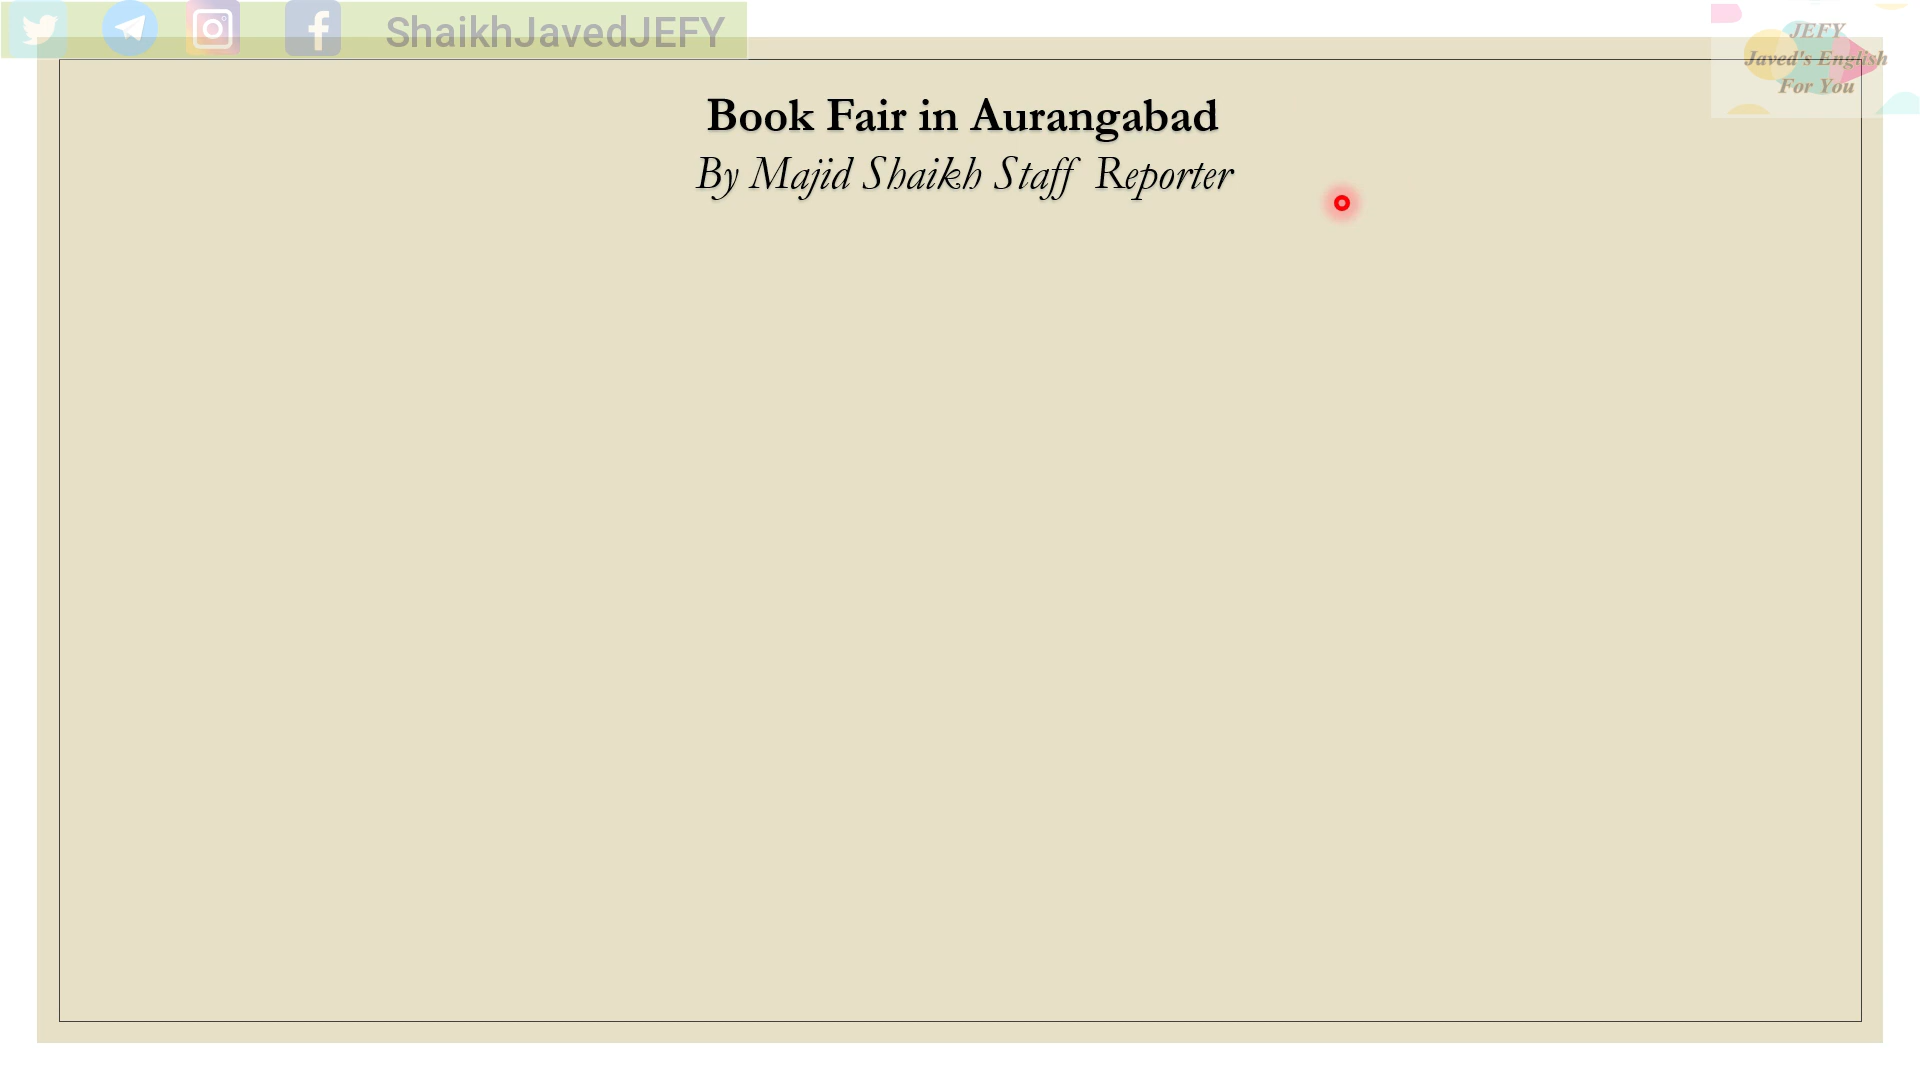 ShaikhJavedJEFY
JEFY
Javed's English
For You
Book Fair in Aurangabad
By Majid Shaikh Staff Reporter